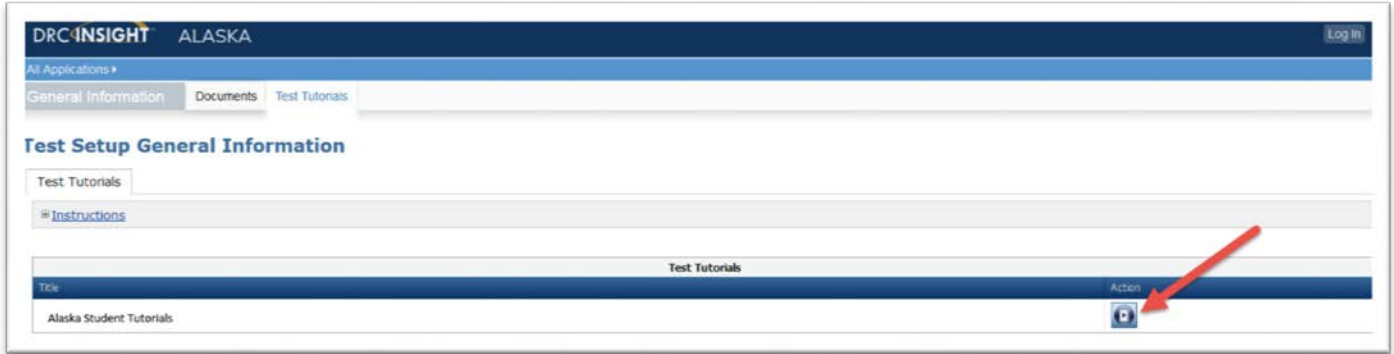 DRC INSIGHT ALASKA Log In
All Applications
General Information Documents Test Tutorials
Test Setup General Information
Test Tutorials
Instructions
Test Tutorials
Title Action
Alaska Student Tutorials